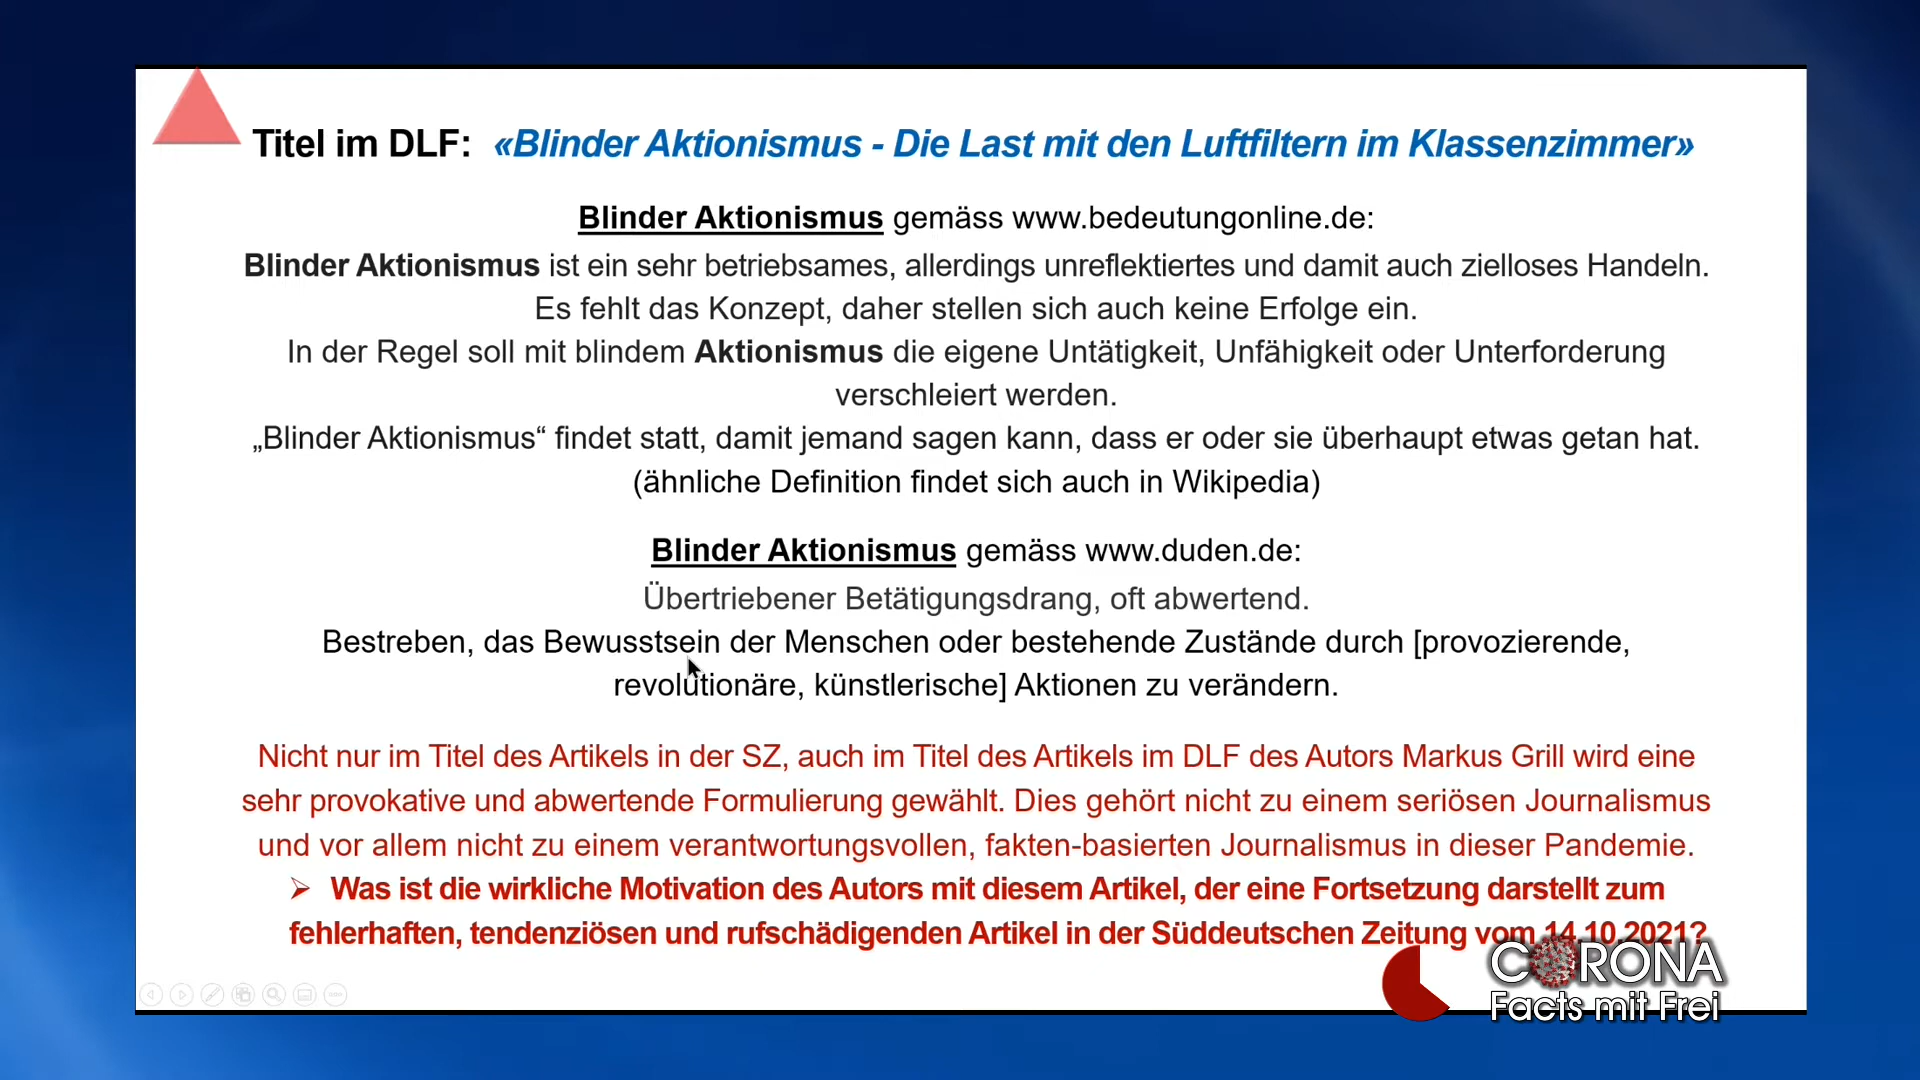 Titel im DLF: «Blinder Aktionismus - Die Last mit den Luftfiltern im Klassenzimmer»
Blinder Aktionismus gemäss www.bedeutungonline.de:
Blinder Aktionismus ist ein sehr betriebsames, allerdings unreflektiertes und damit auch zielloses Handeln.
Es fehlt das Konzept, daher stellen sich auch keine Erfolge ein.
In der Regel soll mit blindem Aktionismus die eigene Untätigkeit, Unfähigkeit oder Unterforderung
verschleiert werden.
„Blinder Aktionismus“ findet statt, damit jemand sagen kann, dass er oder sie überhaupt etwas getan hat.
(ähnliche Definition findet sich auch in Wikipedia)
Blinder Aktionismus gemäss www.duden.de:
Übertriebener Betätigungsdrang, oft abwertend.
Bestreben, das Bewusstsein der Menschen oder bestehende Zustände durch [provozierende,
revolutionäre, künstlerische] Aktionen zu verändern.
Nicht nur im Titel des Artikels in der SZ, auch im Titel des Artikels im DLF des Autors Markus Grill wird eine
sehr provokative und abwertende Formulierung gewählt. Dies gehört nicht zu einem seriösen Journalismus
und vor allem nicht zu einem verantwortungsvollen, fakten-basierten Journalismus in dieser Pandemie.
➢ Was ist die wirkliche Motivation des Autors mit diesem Artikel, der eine Fortsetzung darstellt zum
fehlerhaften, tendenziösen und rufschädigenden Artikel in der Süddeutschen Zeitung vom 14.10.2021?
CORONA
Facts mit Frei